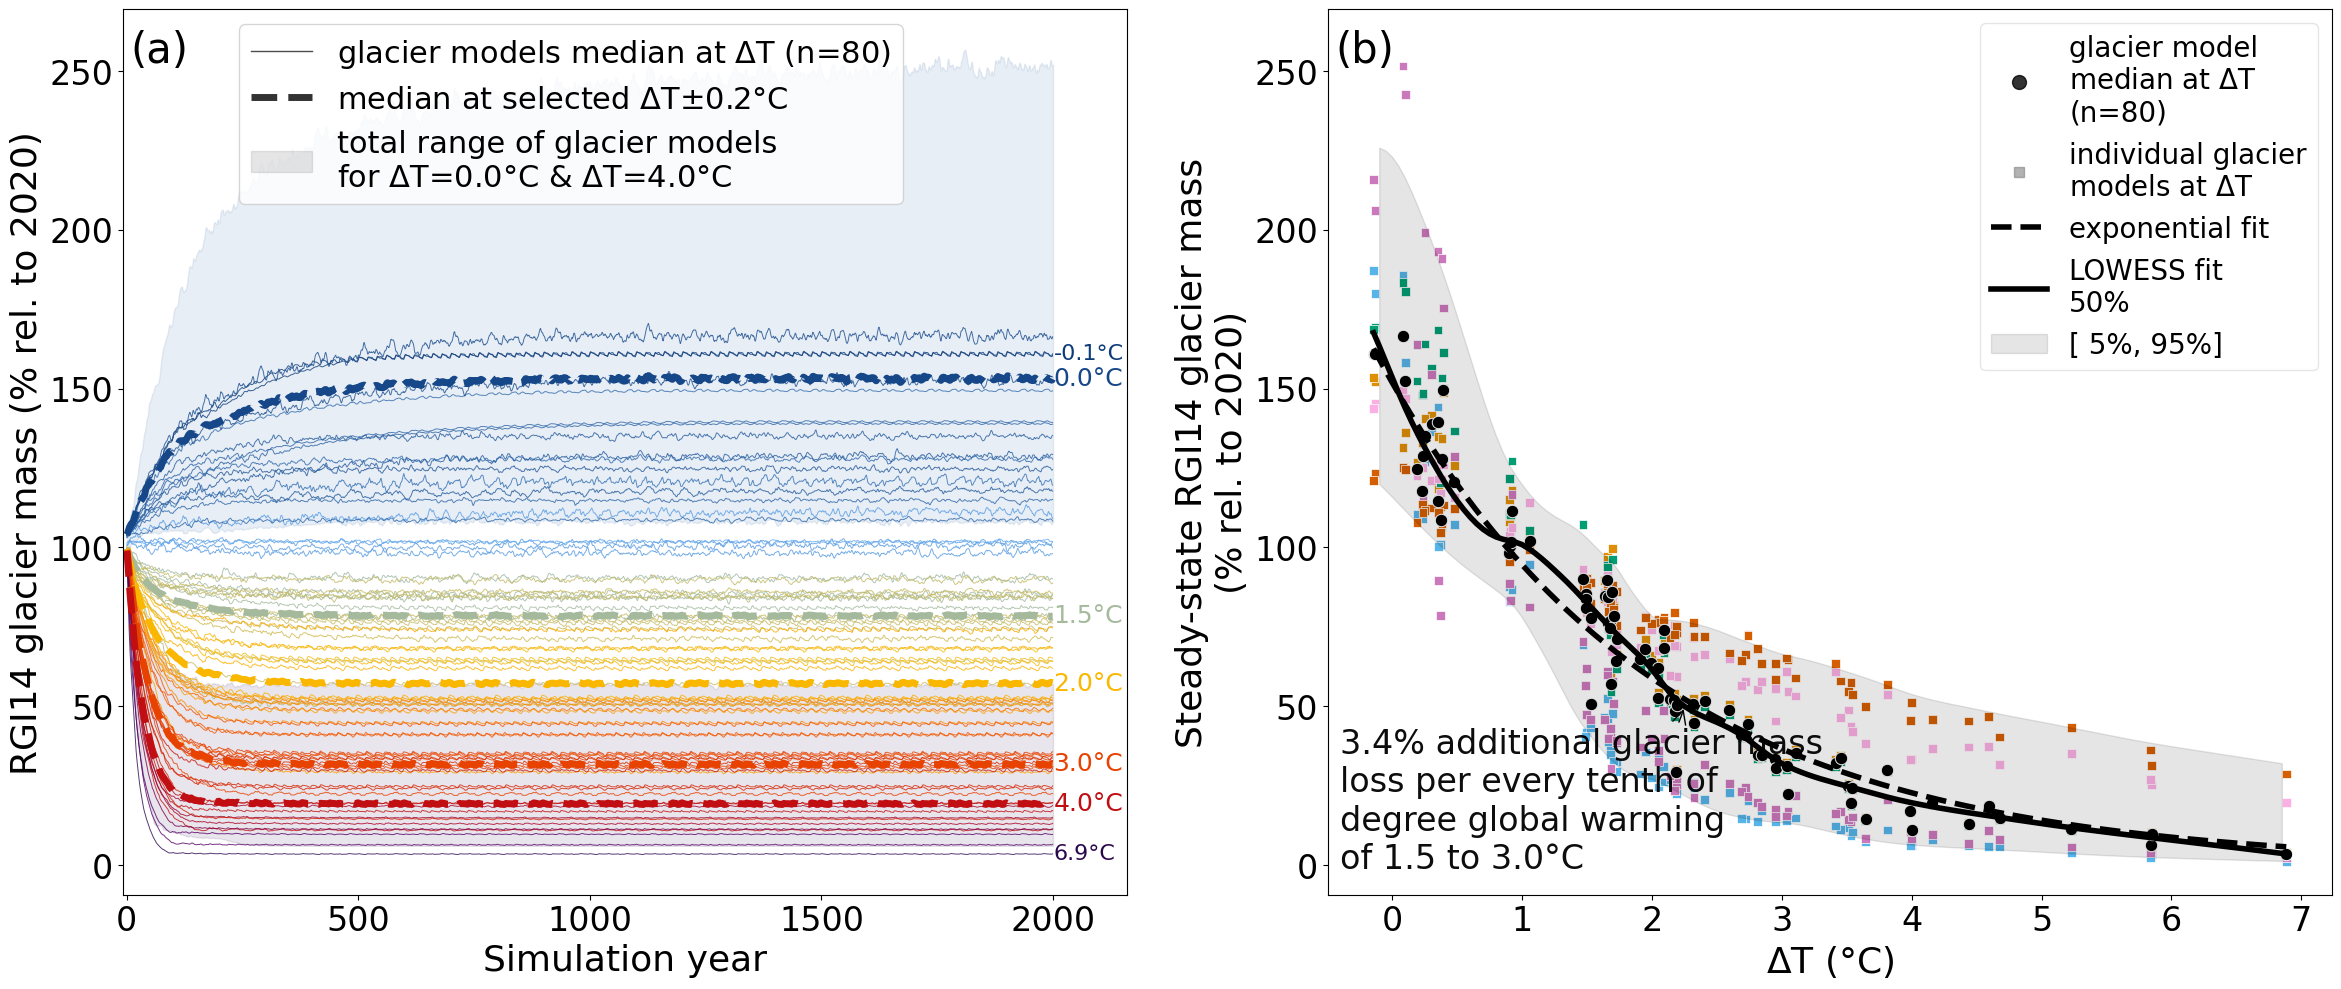 (a)
glacier models median at ΔT (n=80)
median at selected ΔT±0.2°C
total range of glacier models
for ΔT=0.0°C & ΔT=4.0°C
RGI14 glacier mass (% rel. to 2020)
250
200
150
100
50
0
-0.1°C
0.0°C
1.5°C
2.0°C
3.0°C
4.0°C
6.9°C
0
500
1000
1500
2000
Simulation year
(b)
glacier model
median at ΔT
(n=80)
individual glacier
models at ΔT
exponential fit
LOWESS fit
50%
[ 5%, 95%]
Steady-state RGI14 glacier mass
(% rel. to 2020)
250
200
150
100
50
0
3.4% additional glacier mass
loss per every tenth of
degree global warming
of 1.5 to 3.0°C
0
1
2
3
4
5
6
7
ΔT (°C)